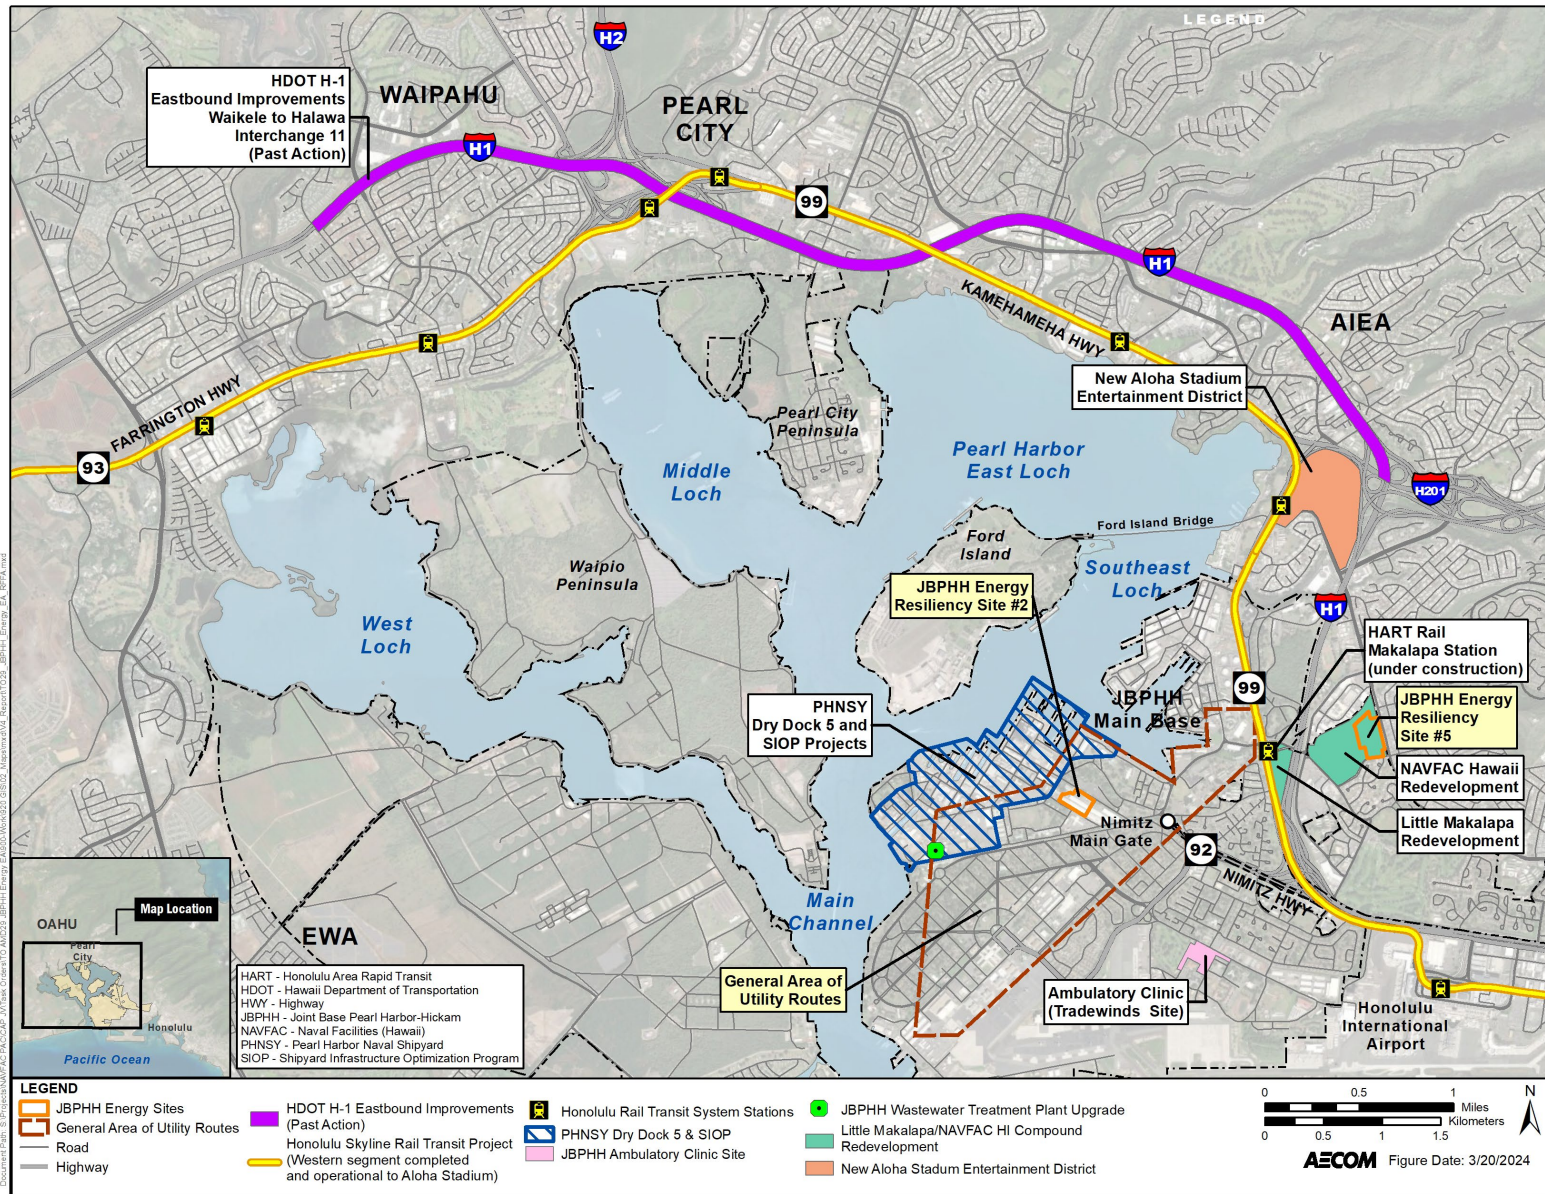 LEGEND
H2
HDOT H-1
Eastbound Improvements
Waikele to Halawa
Interchange 11
(Past Action)
WAIPAHU
PEARL
CITY
H1
99
H1
KAMEHAMEHA HWY
AIEA
New Aloha Stadium
Entertainment District
FARRINGTON HWY
93
Pearl City
Peninsula
Middle
Loch
Pearl Harbor
East Loch
H201
Ford Island Bridge
Ford
Island
Waipio
Peninsula
Southeast
Loch
JBPHH Energy
Resiliency Site #2
H1
West
Loch
HART Rail
Makalapa Station
(under construction)
99
JBPHH
Main Base
JBPHH Energy
Resiliency
Site #5
PHNSY
Dry Dock 5 and
SIOP Projects
NAVFAC Hawaii
Redevelopment
Little Makalapa
Redevelopment
Nimitz
Main Gate
92
NIMITZ HWY
Main
Channel
Map Location
OAHU
Pearl
City
Honolulu
Pacific Ocean
EWA
General Area of
Utility Routes
Ambulatory Clinic
(Tradewinds Site)
Honolulu
International
Airport
HART - Honolulu Area Rapid Transit
HDOT - Hawaii Department of Transportation
HWY - Highway
JBPHH - Joint Base Pearl Harbor-Hickam
NAVFAC - Naval Facilities (Hawaii)
PHNSY - Pearl Harbor Naval Shipyard
SIOP - Shipyard Infrastructure Optimization Program
LEGEND
JBPHH Energy Sites
General Area of Utility Routes
Road
Highway
HDOT H-1 Eastbound Improvements
(Past Action)
Honolulu Skyline Rail Transit Project
(Western segment completed
and operational to Aloha Stadium)
Honolulu Rail Transit System Stations
PHNSY Dry Dock 5 & SIOP
JBPHH Ambulatory Clinic Site
JBPHH Wastewater Treatment Plant Upgrade
Little Makalapa/NAVFAC HI Compound
Redevelopment
New Aloha Stadum Entertainment District
0 0.5 1
Miles
Kilometers
0 0.5 1 1.5
N
AECOM
Figure Date: 3/20/2024